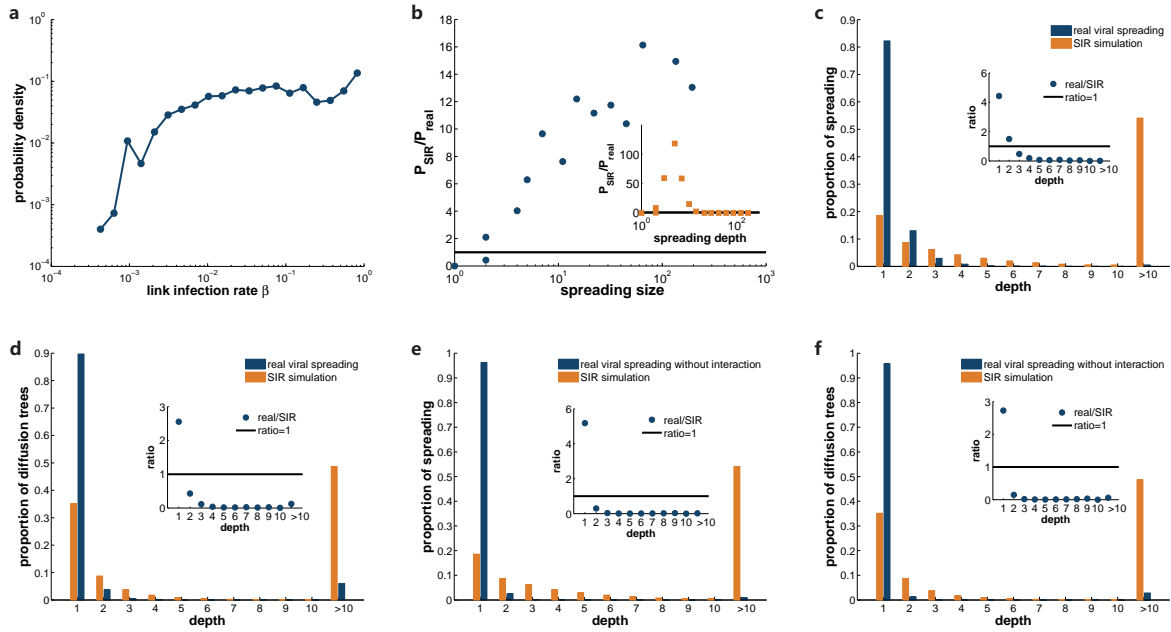 a
probability density
10^0
10^-1
10^-2
10^-3
10^-4
10^-4 10^-3 10^-2 10^-1 10^0
link infection rate β
b
P_SIR/P_real
18
16
14
12
10
8
6
4
2
0
10^0 10^1 10^2 10^3
spreading size
P_SIR/P_real
100
50
0
10^0 10^2
spreading depth
c
real viral spreading
SIR simulation
proportion of spreading
0.9
0.8
0.7
0.6
0.5
0.4
0.3
0.2
0.1
0
1 2 3 4 5 6 7 8 9 10 >10
depth
real/SIR
ratio=1
ratio
6
4
2
0
1 2 3 4 5 6 7 8 9 10 >10
depth
d
real viral spreading
SIR simulation
proportion of diffusion trees
0.9
0.8
0.7
0.6
0.5
0.4
0.3
0.2
0.1
0
1 2 3 4 5 6 7 8 9 10 >10
depth
real/SIR
ratio=1
ratio
3
2
1
0
1 2 3 4 5 6 7 8 9 10 >10
depth
e
real viral spreading without interaction
SIR simulation
proportion of spreading
1
0.9
0.8
0.7
0.6
0.5
0.4
0.3
0.2
0.1
0
1 2 3 4 5 6 7 8 9 10 >10
depth
real/SIR
ratio=1
ratio
6
4
2
0
1 2 3 4 5 6 7 8 9 10 >10
depth
f
real viral spreading without interaction
SIR simulation
proportion of diffusion trees
1
0.9
0.8
0.7
0.6
0.5
0.4
0.3
0.2
0.1
0
1 2 3 4 5 6 7 8 9 10 >10
depth
real/SIR
ratio=1
ratio
3
2
1
0
1 2 3 4 5 6 7 8 9 10 >10
depth